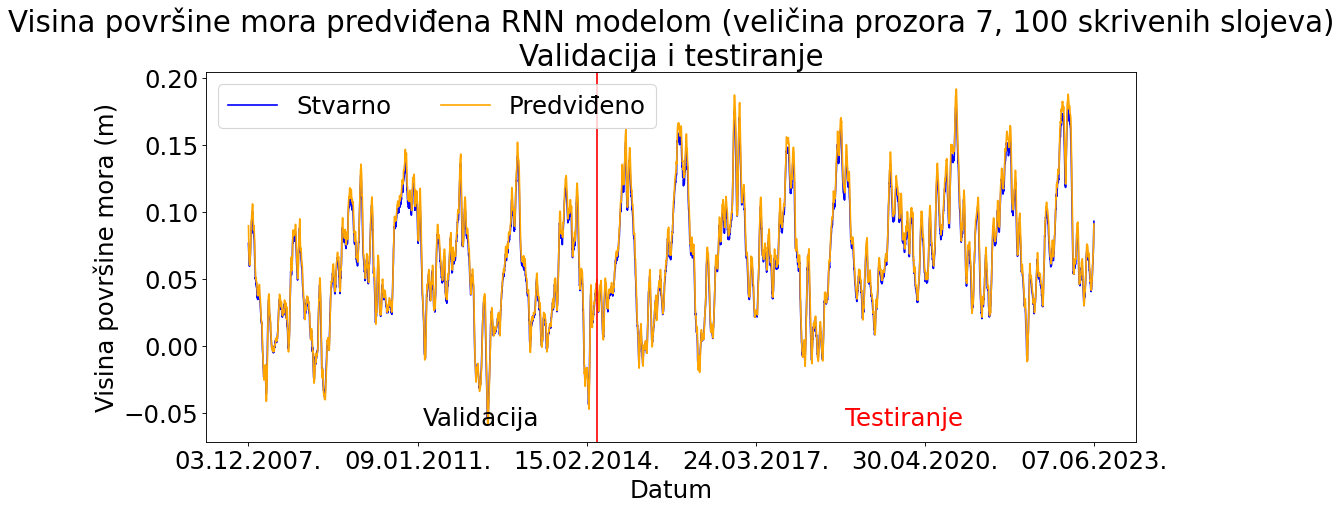 Visina površine mora predviđena RNN modelom (veličina prozora 7, 100 skrivenih slojeva)
Validacija i testiranje
Stvarno
Predviđeno
Visina površine mora (m)
0.20
0.15
0.10
0.05
0.00
−0.05
Validacija
Testiranje
03.12.2007.
09.01.2011.
15.02.2014.
24.03.2017.
30.04.2020.
07.06.2023.
Datum